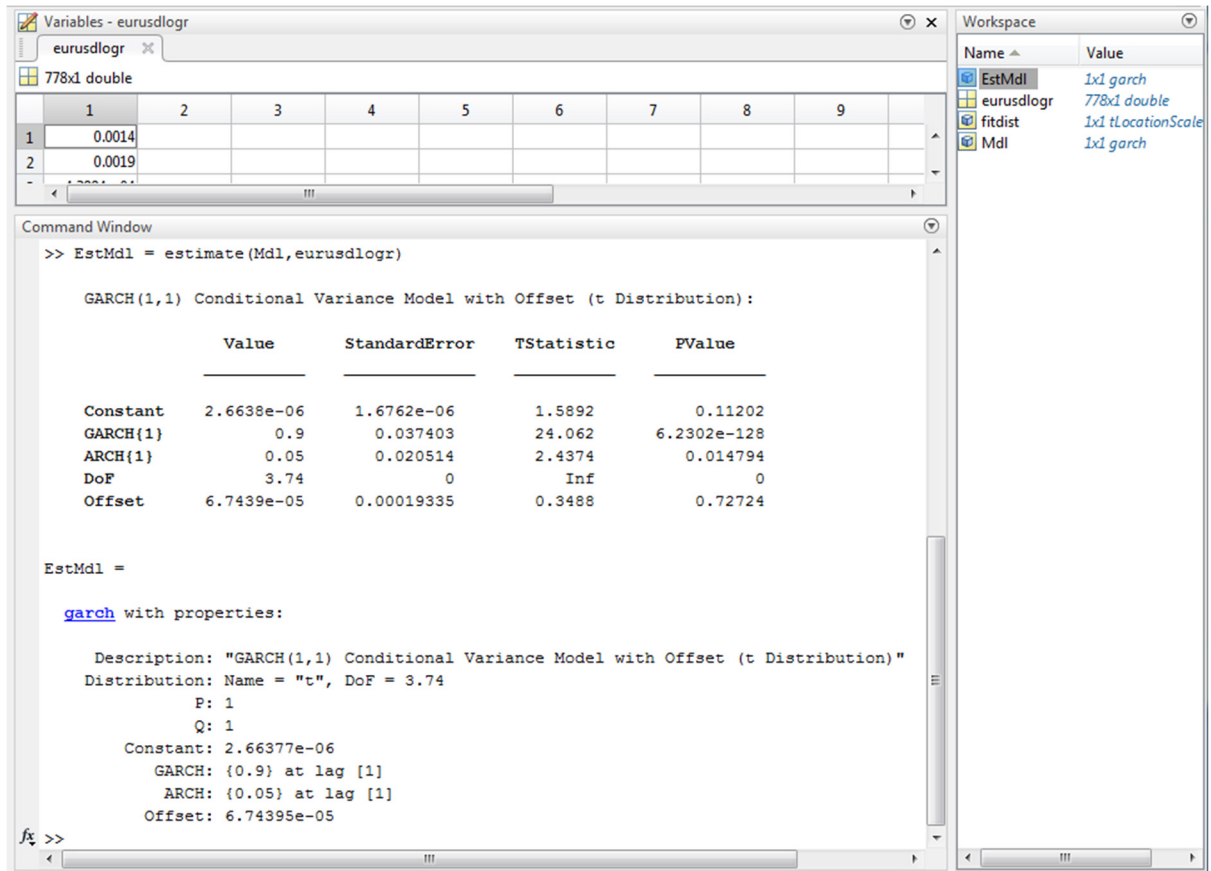 Variables - eurusdlogr
eurusdlogr
778x1 double
1 2 3 4 5 6 7 8 9
1 0.0014
2 0.0019
Command Window
>> EstMdl = estimate(Mdl,eurusdlogr)
GARCH(1,1) Conditional Variance Model with Offset (t Distribution):
Value StandardError TStatistic PValue
Constant 2.6638e-06 1.6762e-06 1.5892 0.11202
GARCH{1} 0.9 0.037403 24.062 6.2302e-128
ARCH{1} 0.05 0.020514 2.4374 0.014794
DoF 3.74 0 Inf 0
Offset 6.7439e-05 0.00019335 0.3488 0.72724
EstMdl =
garch with properties:
Description: "GARCH(1,1) Conditional Variance Model with Offset (t Distribution)"
Distribution: Name = "t", DoF = 3.74
P: 1
Q: 1
Constant: 2.66377e-06
GARCH: {0.9} at lag [1]
ARCH: {0.05} at lag [1]
Offset: 6.74395e-05
fx >>
Workspace
Name Value
EstMdl 1x1 garch
eurusdlogr 778x1 double
fitdist 1x1 tLocationScale
Mdl 1x1 garch